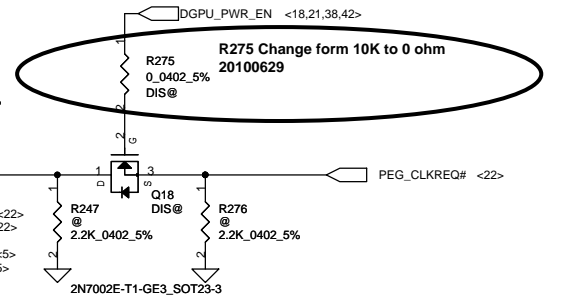 DGPU_PWR_EN <18,21,38,42>
1
R275
0_0402_5%
DIS@
2
R275 Change form 10K to 0 ohm
20100629
2
G
1
3
D
S
Q18
DIS@
PEG_CLKREQ# <22>
1
R247
@
2.2K_0402_5%
2
1
R276
@
2.2K_0402_5%
2
<22>
22>
<5>
5>
2N7002E-T1-GE3_SOT23-3